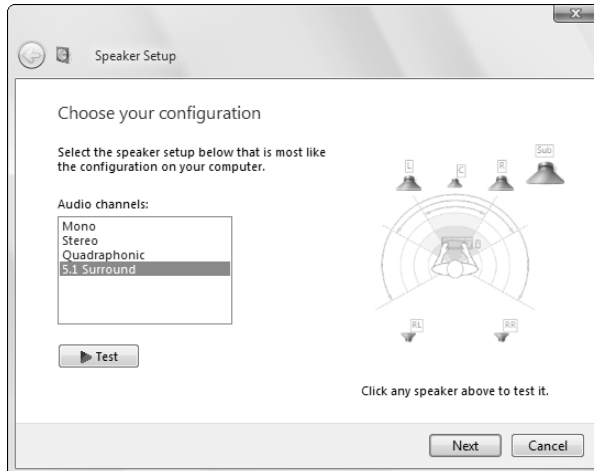 Speaker Setup
Choose your configuration
Select the speaker setup below that is most like
the configuration on your computer.
Audio channels:
Mono
Stereo
Quadraphonic
5.1 Surround
Test
L
C
R
Sub
RL
RR
Click any speaker above to test it.
Next
Cancel